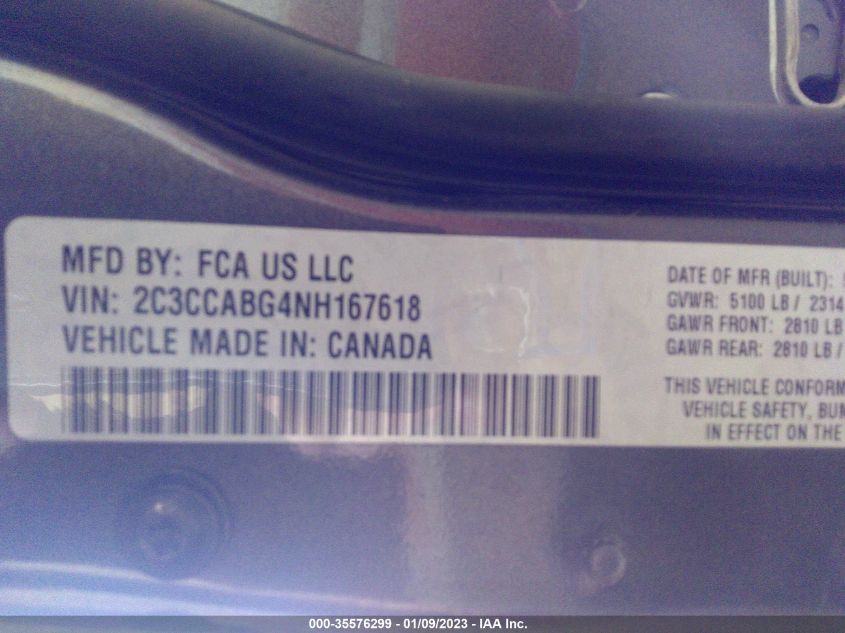 MFD BY: FCA US LLC
VIN: 2C3CCABG4NH167618
VEHICLE MADE IN: CANADA
DATE OF MFR (BUILT):
GVWR: 5100 LB / 2314
GAWR FRONT: 2810 LB
GAWR REAR: 2810 LB /
THIS VEHICLE CONFORM
VEHICLE SAFETY, BUM
IN EFFECT ON THE
000-35576299 - 01/09/2023 - IAA Inc.